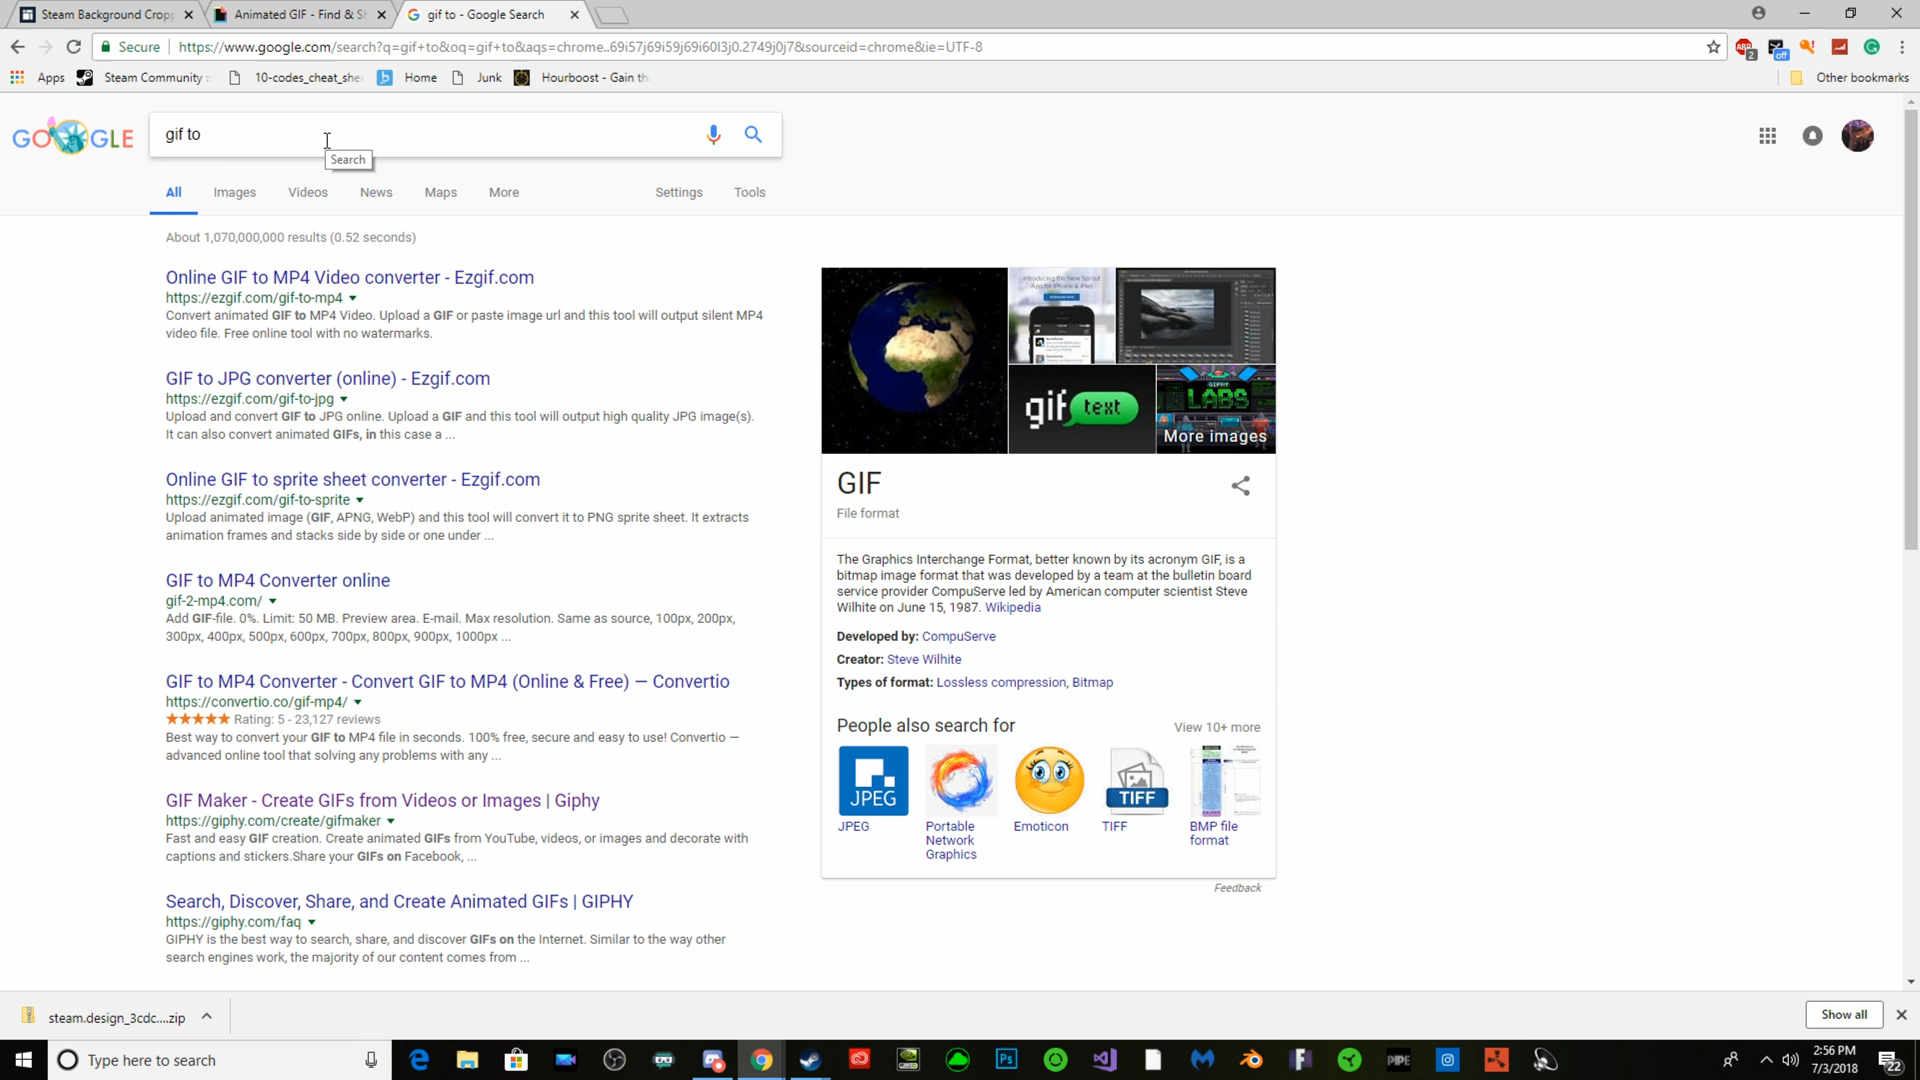 Steam Background Cropp
Animated GIF - Find & Sh
gif to - Google Search
Secure
https://www.google.com/search?q=gif+to&oq=gif+to&aqs=chrome..69i57j69i59j69i60l3j0.2749j0j7&sourceid=chrome&ie=UTF-8
ABP
2
off
Apps
Steam Community :
10-codes_cheat_she
Home
Junk
Hourboost - Gain th
Other bookmarks
GOOGLE
gif to
Search
All
Images
Videos
News
Maps
More
Settings
Tools
About 1,070,000,000 results (0.52 seconds)
Online GIF to MP4 Video converter - Ezgif.com
https://ezgif.com/gif-to-mp4
Convert animated GIF to MP4 Video. Upload a GIF or paste image url and this tool will output silent MP4
video file. Free online tool with no watermarks.
GIF to JPG converter (online) - Ezgif.com
https://ezgif.com/gif-to-jpg
Upload and convert GIF to JPG online. Upload a GIF and this tool will output high quality JPG image(s).
It can also convert animated GIFs, in this case a ...
Online GIF to sprite sheet converter - Ezgif.com
https://ezgif.com/gif-to-sprite
Upload animated image (GIF, APNG, WebP) and this tool will convert it to PNG sprite sheet. It extracts
animation frames and stacks side by side or one under ...
GIF to MP4 Converter online
gif-2-mp4.com/
Add GIF-file. 0%. Limit: 50 MB. Preview area. E-mail. Max resolution. Same as source, 100px, 200px,
300px, 400px, 500px, 600px, 700px, 800px, 900px, 1000px ...
GIF to MP4 Converter - Convert GIF to MP4 (Online & Free) — Convertio
https://convertio.co/gif-mp4/
Rating: 5 - 23,127 reviews
Best way to convert your GIF to MP4 file in seconds. 100% free, secure and easy to use! Convertio —
advanced online tool that solving any problems with any ...
GIF Maker - Create GIFs from Videos or Images | Giphy
https://giphy.com/create/gifmaker
Fast and easy GIF creation. Create animated GIFs from YouTube, videos, or images and decorate with
captions and stickers.Share your GIFs on Facebook, ...
Search, Discover, Share, and Create Animated GIFs | GIPHY
https://giphy.com/faq
GIPHY is the best way to search, share, and discover GIFs on the Internet. Similar to the way other
search engines work, the majority of our content comes from ...
Introducing the New Sprout
App for iPhone & iPad
gif text
GIPHY
LABS
More images
GIF
File format
The Graphics Interchange Format, better known by its acronym GIF, is a
bitmap image format that was developed by a team at the bulletin board
service provider CompuServe led by American computer scientist Steve
Wilhite on June 15, 1987. Wikipedia
Developed by: CompuServe
Creator: Steve Wilhite
Types of format: Lossless compression, Bitmap
People also search for
View 10+ more
JPEG
TIFF
JPEG
Portable
Network
Graphics
Emoticon
TIFF
BMP file
format
Feedback
steam.design_3cdc....zip
Show all
Type here to search
Ps
PIPE
2:56 PM
7/3/2018
22